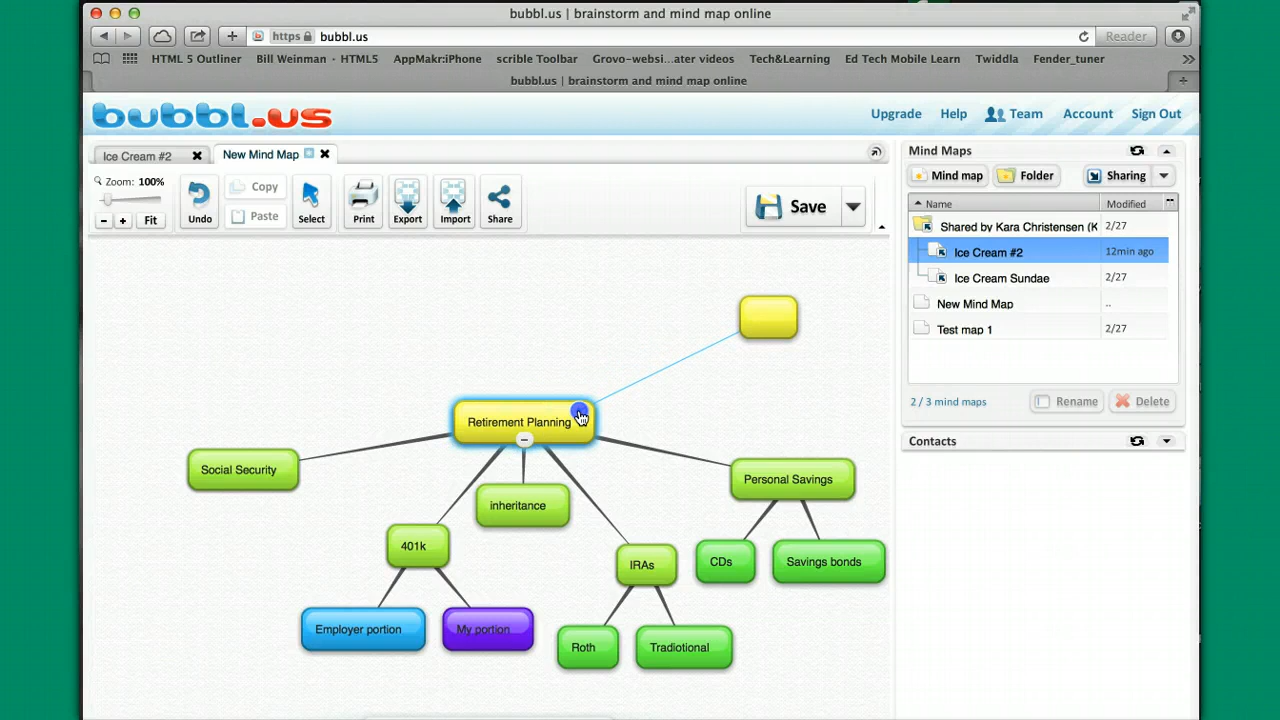 bubbl.us | brainstorm and mind map online
https bubbl.us Reader
HTML 5 Outliner Bill Weinman - HTML5 AppMakr:iPhone scrible Toolbar Grovo-websi...ater videos Tech&Learning Ed Tech Mobile Learn Twiddla Fender_tuner
bubbl.us | brainstorm and mind map online
bubbl.us
Upgrade Help Team Account Sign Out
Ice Cream #2 New Mind Map
Zoom: 100%
Fit
Undo
Copy
Paste
Select
Print
Export
Import
Share
Save
Mind Maps
Mind map Folder Sharing
Name Modified
Shared by Kara Christensen (K 2/27
Ice Cream #2 12min ago
Ice Cream Sundae 2/27
New Mind Map ..
Test map 1 2/27
2 / 3 mind maps Rename Delete
Contacts
Retirement Planning
Social Security
inheritance
Personal Savings
401k
IRAs
CDs
Savings bonds
Employer portion
My portion
Roth
Tradiotional